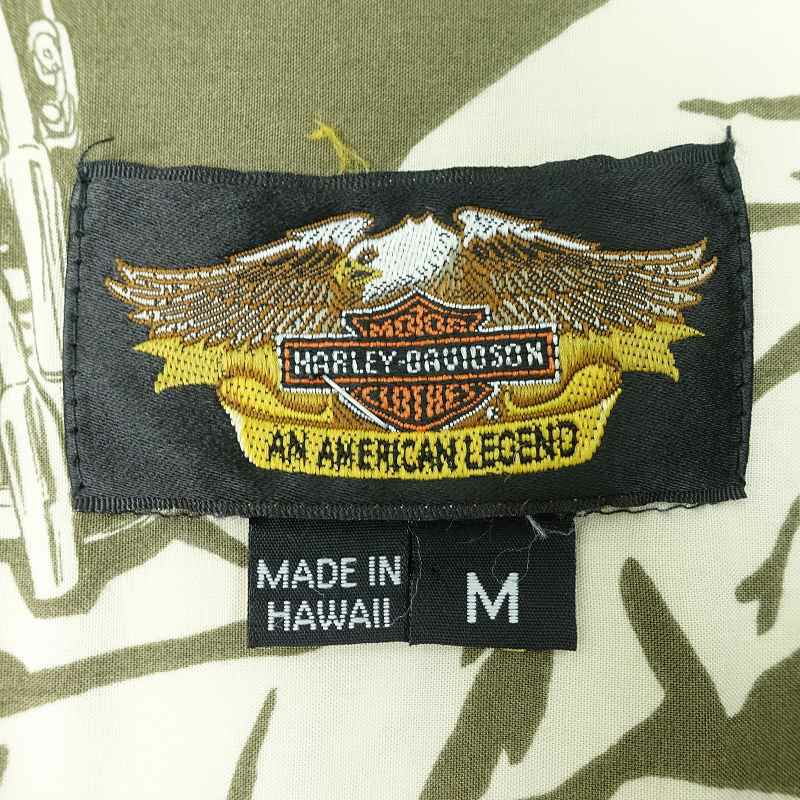 MOTOR
HARLEY-DAVIDSON
CLOTHES
®
AN AMERICAN LEGEND
MADE IN
HAWAII
M